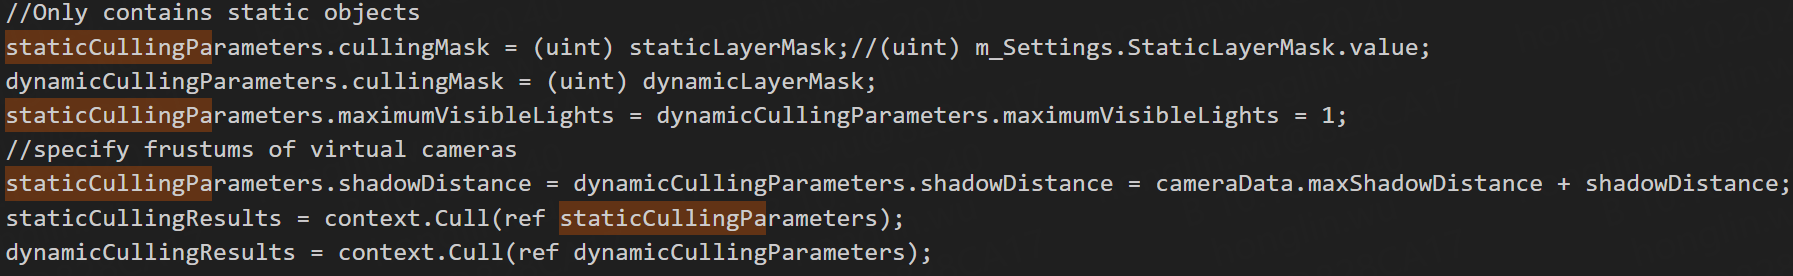 //Only contains static objects
staticCullingParameters.cullingMask = (uint) staticLayerMask;//(uint) m_Settings.StaticLayerMask.value;
dynamicCullingParameters.cullingMask = (uint) dynamicLayerMask;
staticCullingParameters.maximumVisibleLights = dynamicCullingParameters.maximumVisibleLights = 1;
//specify frustums of virtual cameras
staticCullingParameters.shadowDistance = dynamicCullingParameters.shadowDistance = cameraData.maxShadowDistance + shadowDistance;
staticCullingResults = context.Cull(ref staticCullingParameters);
dynamicCullingResults = context.Cull(ref dynamicCullingParameters);